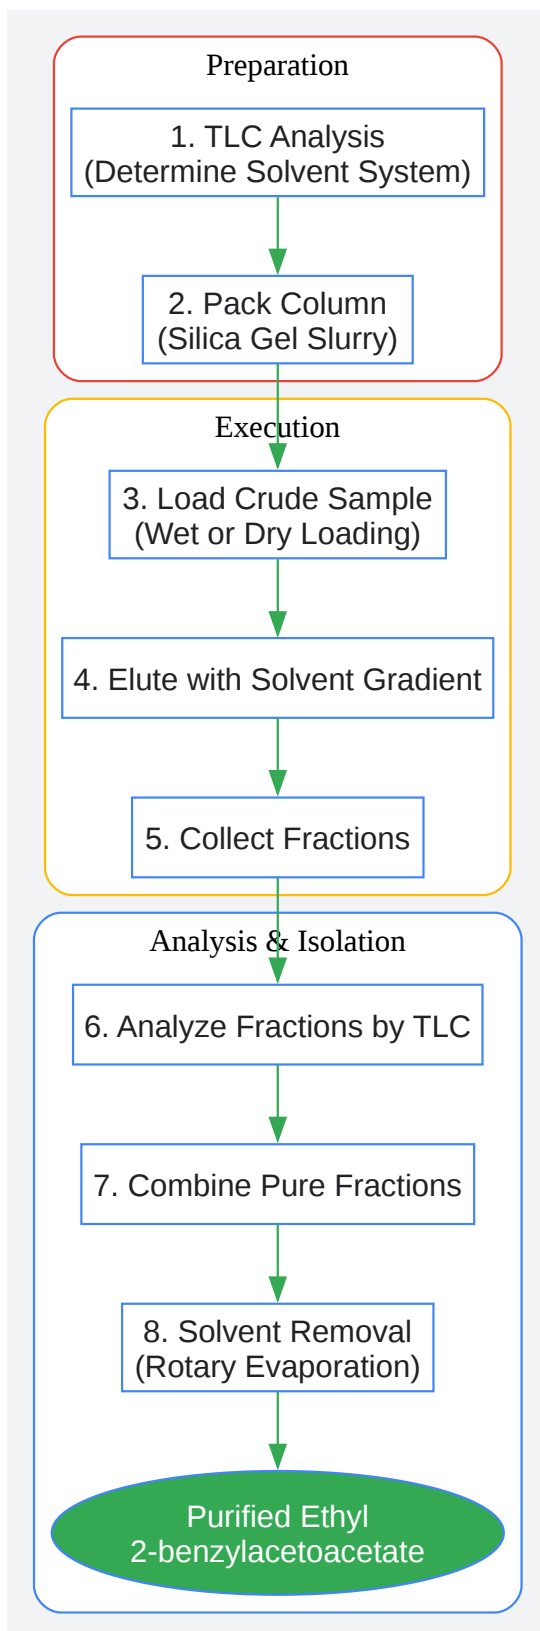 Preparation
1. TLC Analysis
(Determine Solvent System)
2. Pack Column
(Silica Gel Slurry)
Execution
3. Load Crude Sample
(Wet or Dry Loading)
4. Elute with Solvent Gradient
5. Collect Fractions
Analysis & Isolation
6. Analyze Fractions by TLC
7. Combine Pure Fractions
8. Solvent Removal
(Rotary Evaporation)
Purified Ethyl
2-benzylacetoacetate